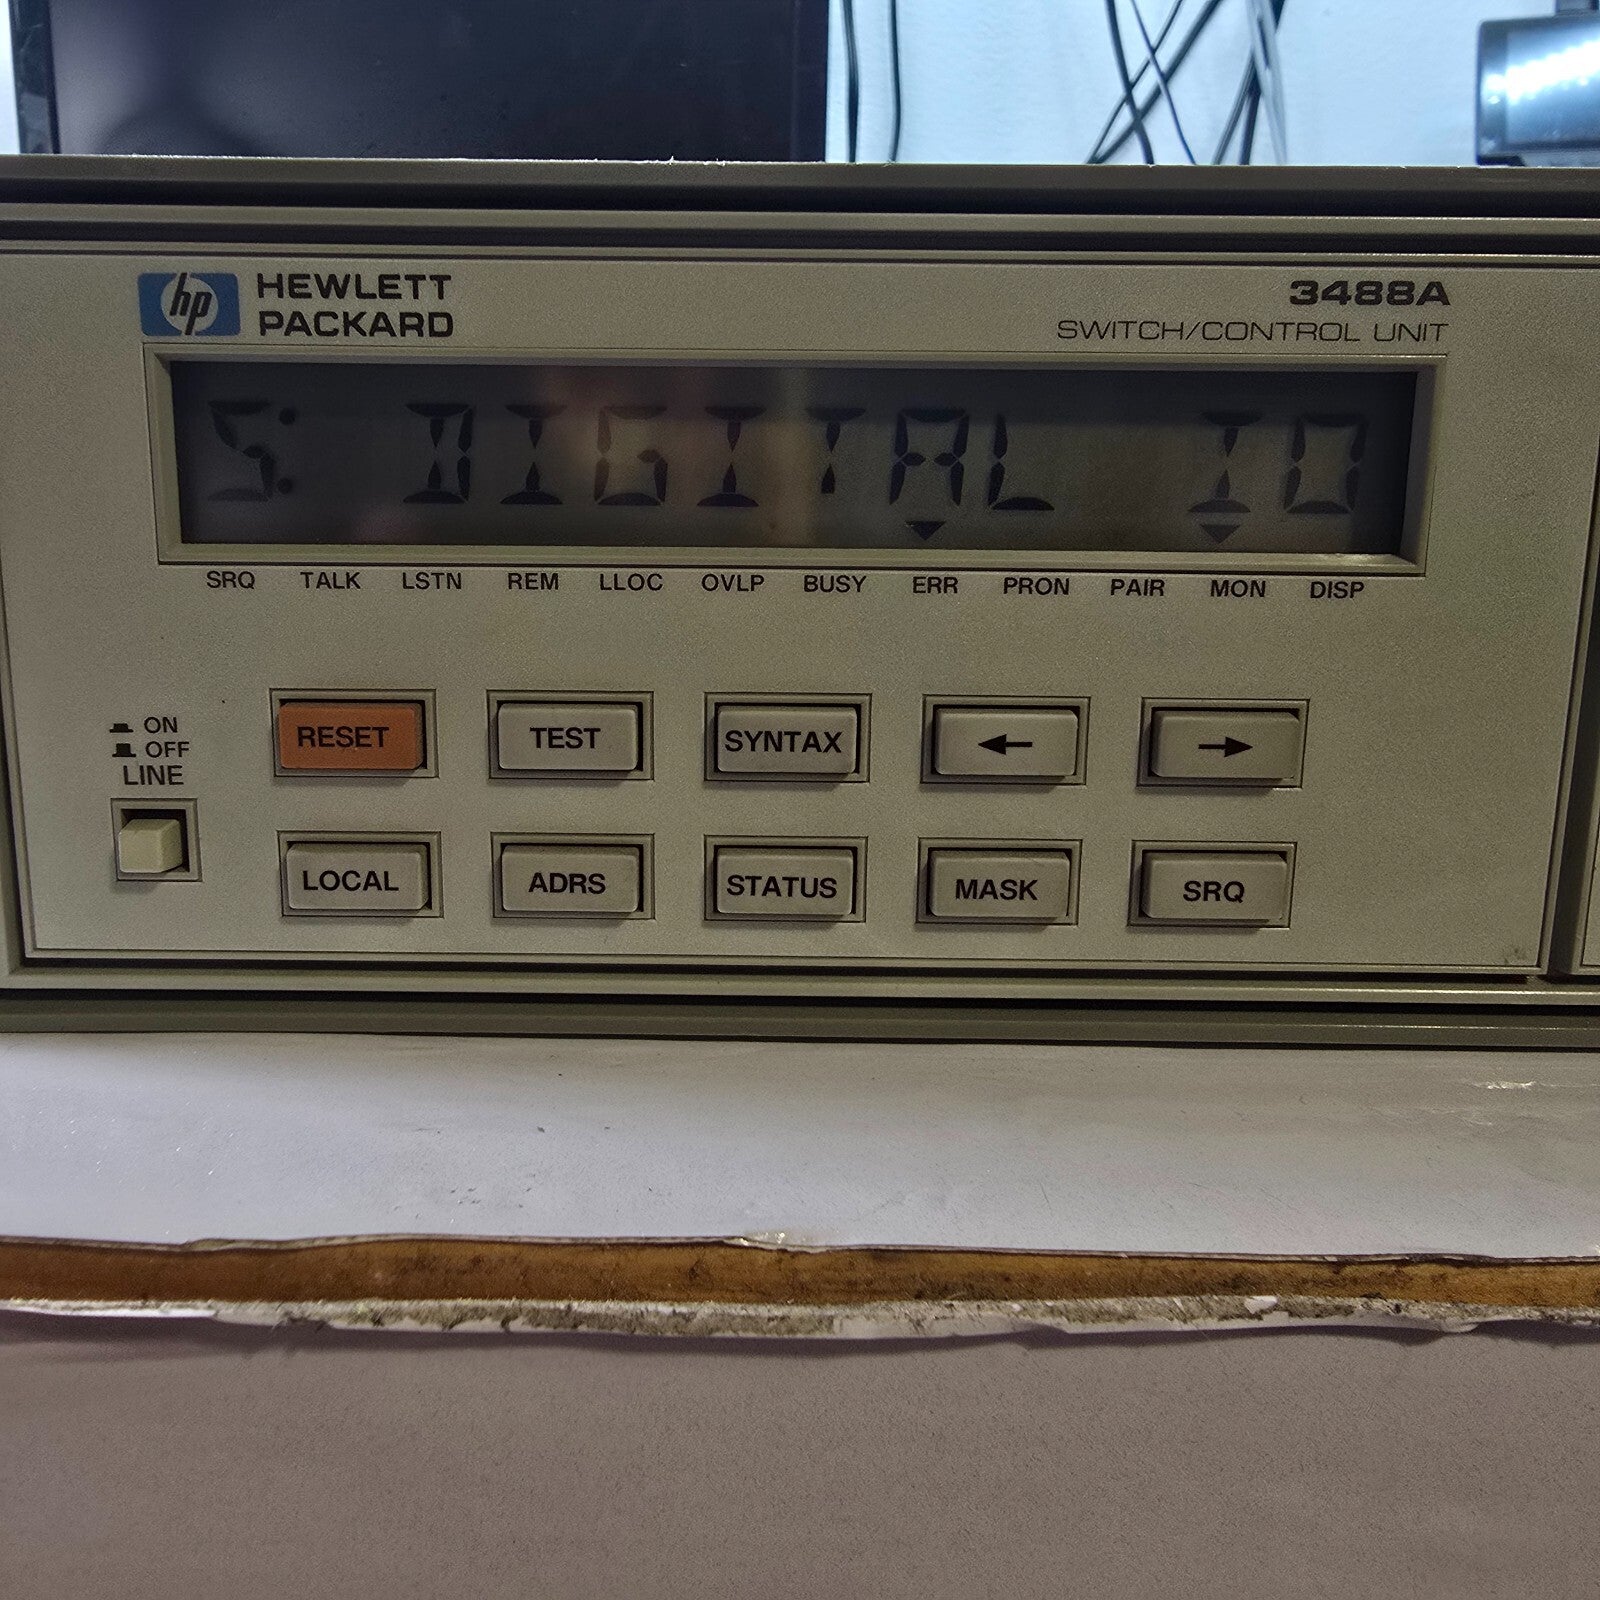 hp HEWLETT
PACKARD
3488A
SWITCH/CONTROL UNIT
5: DIGITAL IO
SRQ TALK LSTN REM LLOC OVLP BUSY ERR PRON PAIR MON DISP
ON
OFF
LINE
RESET TEST SYNTAX ← →
LOCAL ADRS STATUS MASK SRQ